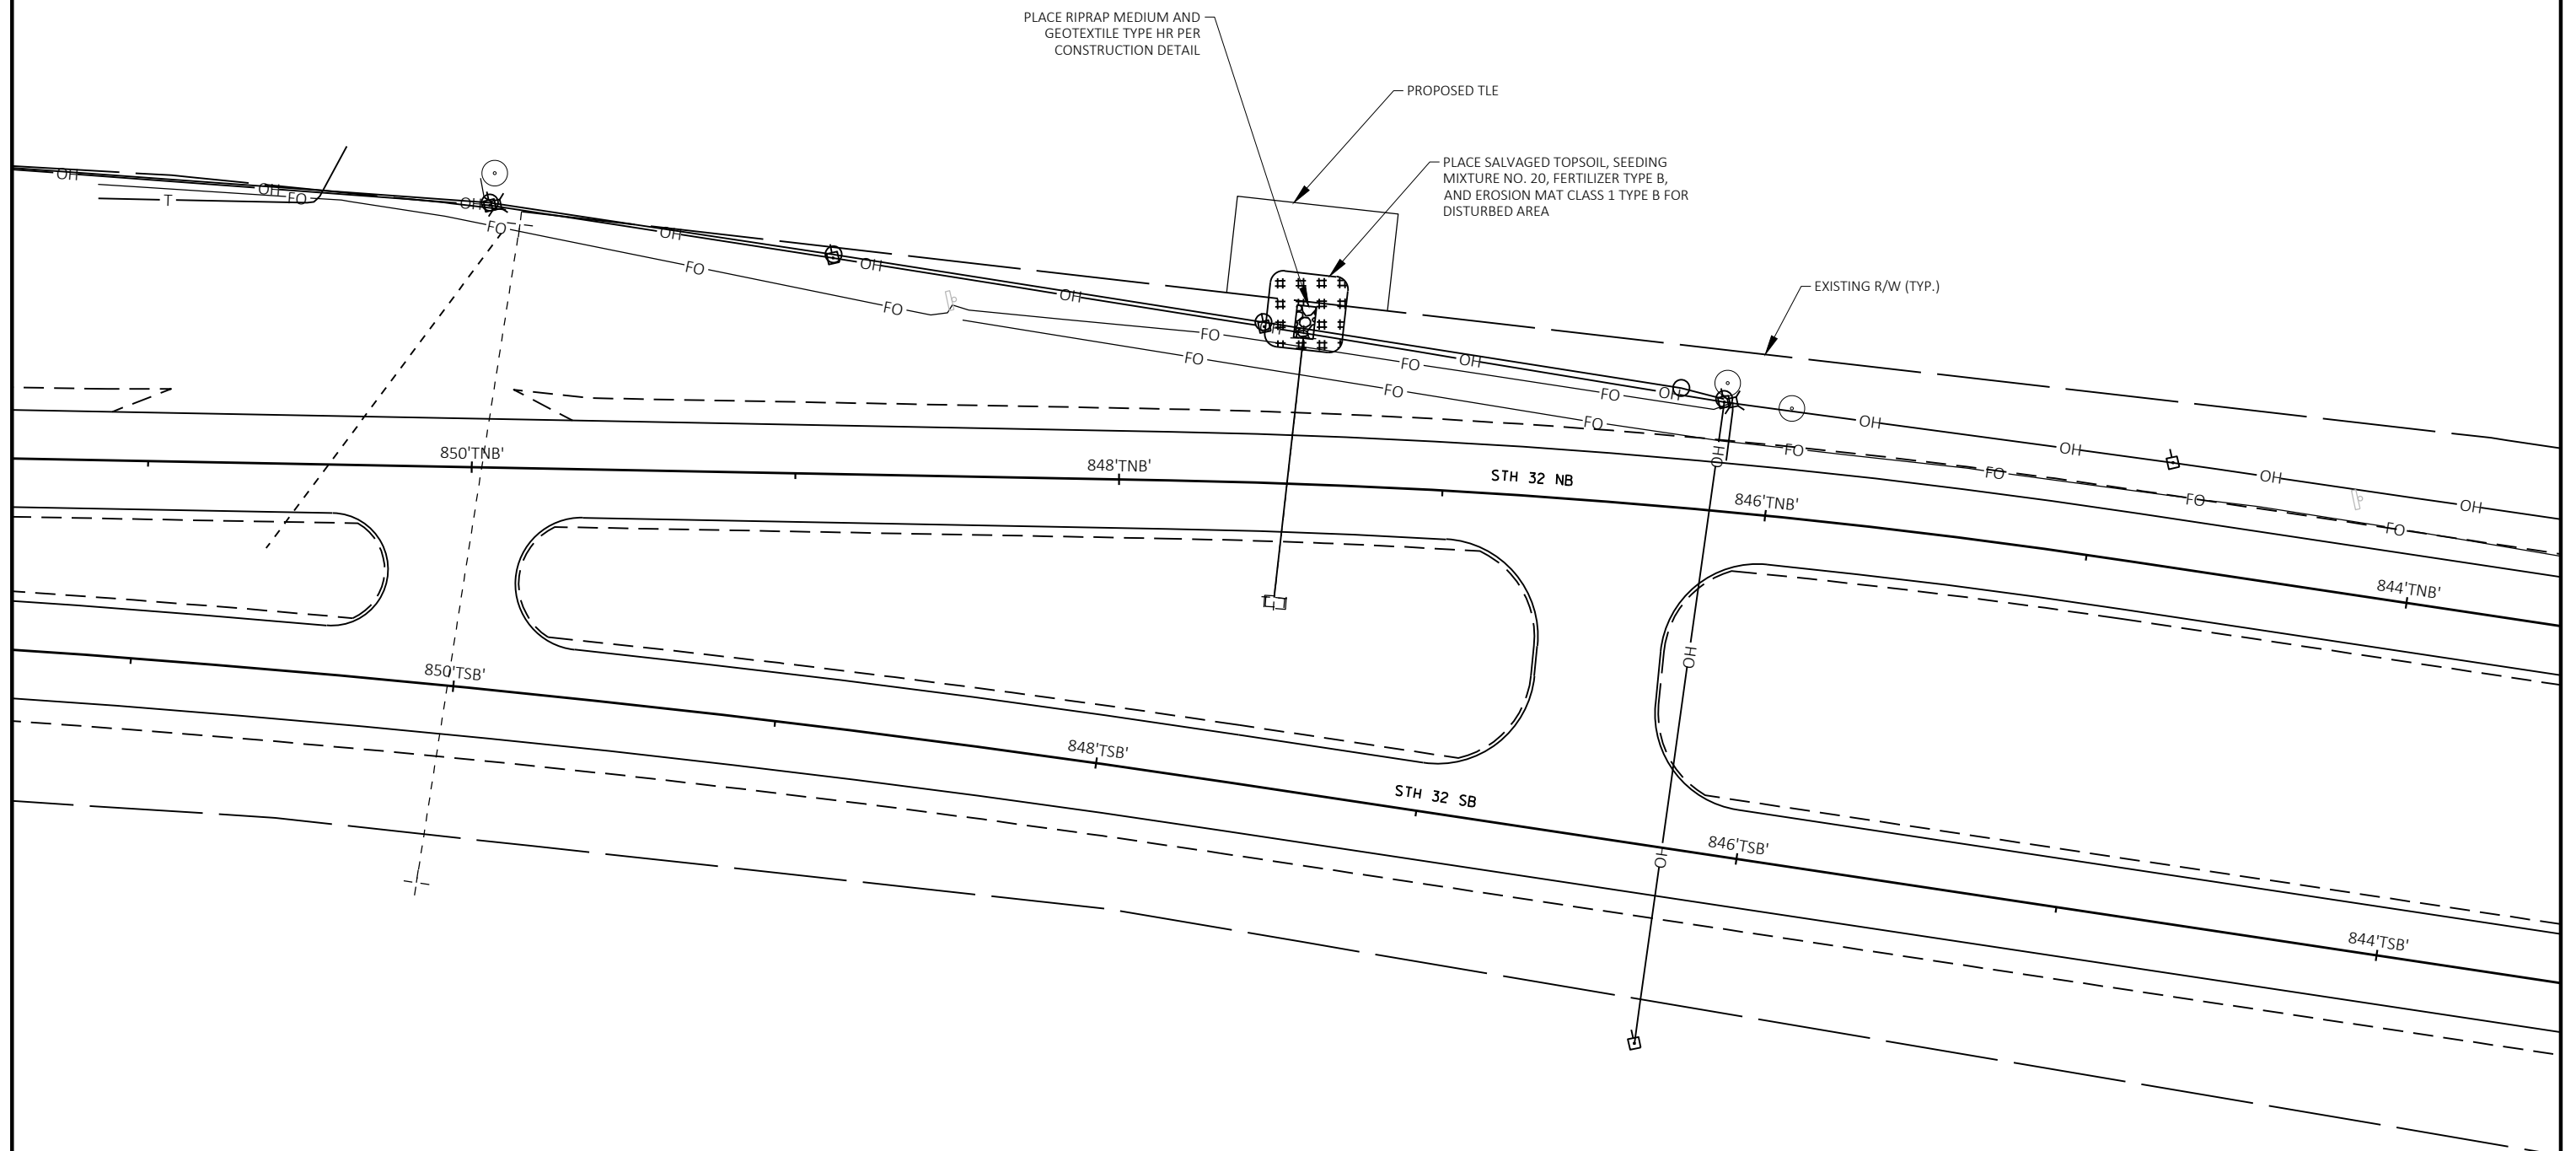 PLACE RIPRAP MEDIUM AND
GEOTEXTILE TYPE HR PER
CONSTRUCTION DETAIL
PROPOSED TLE
PLACE SALVAGED TOPSOIL, SEEDING
MIXTURE NO. 20, FERTILIZER TYPE B,
AND EROSION MAT CLASS 1 TYPE B FOR
DISTURBED AREA
EXISTING R/W (TYP.)
OH
OH
FO
T
OH
FO
OH
FO
OH
FO
OH
FO
FO
OH
FO
FO
OH
FO
FO
OH
OH
FO
OH
FO
OH
FO
OH
FO
OH
850'TNB'
848'TNB'
STH 32 NB
846'TNB'
844'TNB'
OH
850'TSB'
848'TSB'
STH 32 SB
846'TSB'
844'TSB'
OH